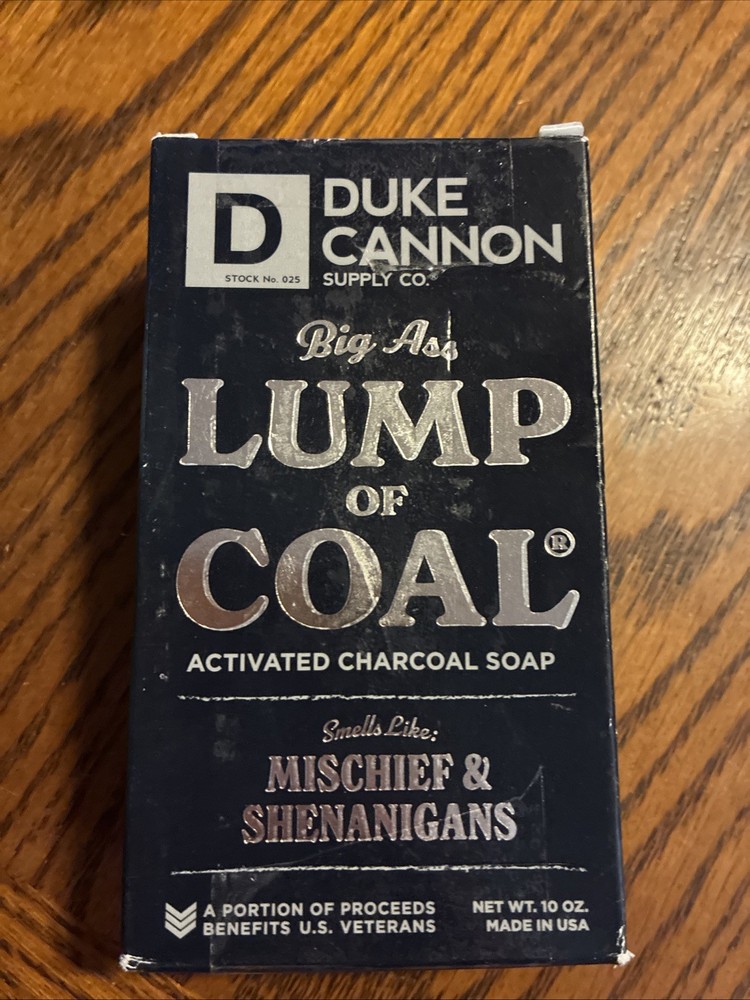 D
STOCK No. 025
DUKE
CANNON
SUPPLY CO.®
Big Ass
LUMP
OF
COAL®
ACTIVATED CHARCOAL SOAP
Smells Like:
MISCHIEF &
SHENANIGANS
A PORTION OF PROCEEDS
BENEFITS U.S. VETERANS
NET WT. 10 OZ.
MADE IN USA